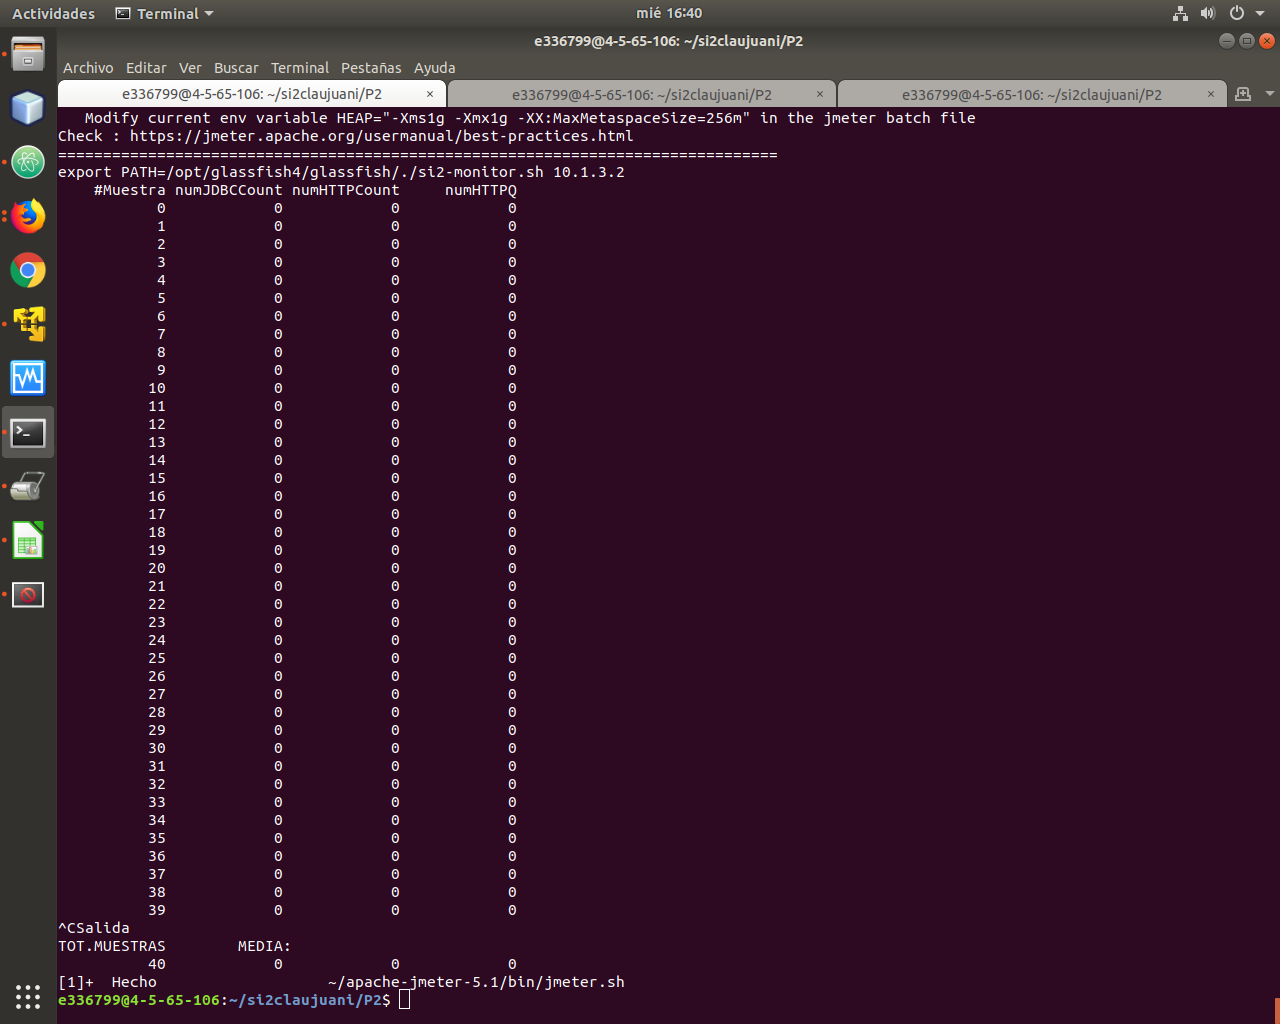 Actividades Terminal mié 16:40
e336799@4-5-65-106: ~/si2claujuani/P2
Archivo Editar Ver Buscar Terminal Pestañas Ayuda
e336799@4-5-65-106: ~/si2claujuani/P2 × e336799@4-5-65-106: ~/si2claujuani/P2 × e336799@4-5-65-106: ~/si2claujuani/P2 ×
Modify current env variable HEAP="-Xms1g -Xmx1g -XX:MaxMetaspaceSize=256m" in the jmeter batch file
Check : https://jmeter.apache.org/usermanual/best-practices.html
================================================================================
export PATH=/opt/glassfish4/glassfish/./si2-monitor.sh 10.1.3.2
#Muestra numJDBCCount numHTTPCount numHTTPQ
0 0 0 0
1 0 0 0
2 0 0 0
3 0 0 0
4 0 0 0
5 0 0 0
6 0 0 0
7 0 0 0
8 0 0 0
9 0 0 0
10 0 0 0
11 0 0 0
12 0 0 0
13 0 0 0
14 0 0 0
15 0 0 0
16 0 0 0
17 0 0 0
18 0 0 0
19 0 0 0
20 0 0 0
21 0 0 0
22 0 0 0
23 0 0 0
24 0 0 0
25 0 0 0
26 0 0 0
27 0 0 0
28 0 0 0
29 0 0 0
30 0 0 0
31 0 0 0
32 0 0 0
33 0 0 0
34 0 0 0
35 0 0 0
36 0 0 0
37 0 0 0
38 0 0 0
39 0 0 0
^CSalida
TOT.MUESTRAS MEDIA:
40 0 0 0
[1]+ Hecho ~/apache-jmeter-5.1/bin/jmeter.sh
e336799@4-5-65-106:~/si2claujuani/P2$